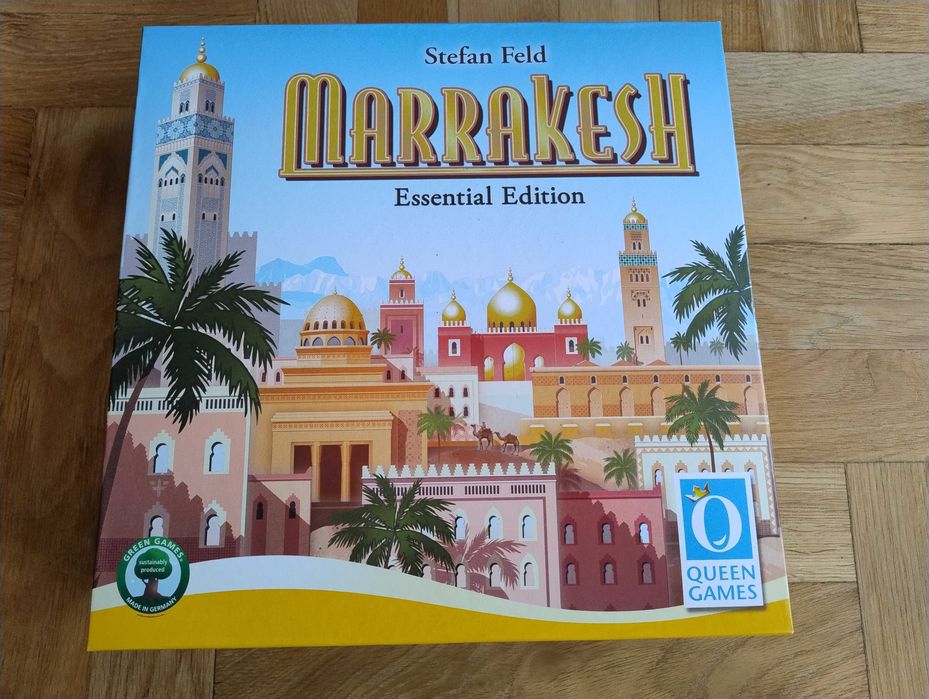 Stefan Feld
MARRAKESH
Essential Edition
GREEN GAMES
sustainably
produced
MADE IN GERMANY
QUEEN
GAMES